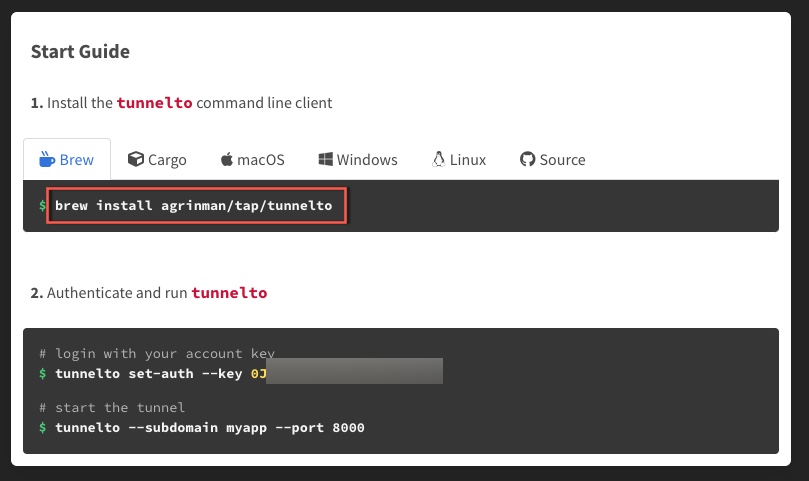 Start Guide
1. Install the tunnelto command line client
Brew Cargo macOS Windows Linux Source
$ brew install agrinman/tap/tunnelto
2. Authenticate and run tunnelto
# login with your account key
$ tunnelto set-auth --key 0J
# start the tunnel
$ tunnelto --subdomain myapp --port 8000